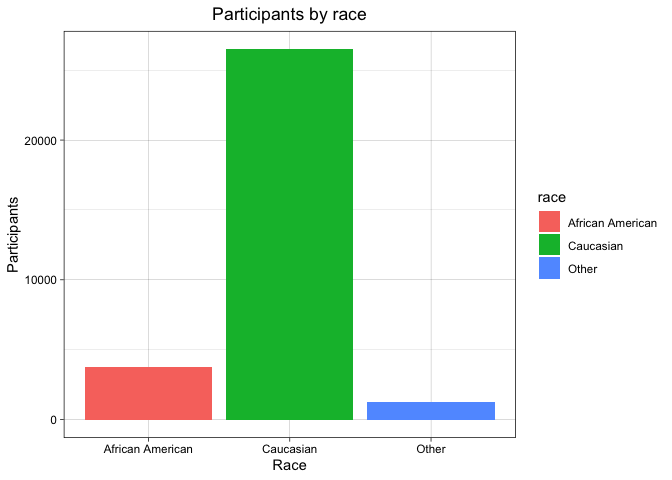 Participants by race
Participants
20000
10000
0
African American
Caucasian
Other
Race
race
African American
Caucasian
Other